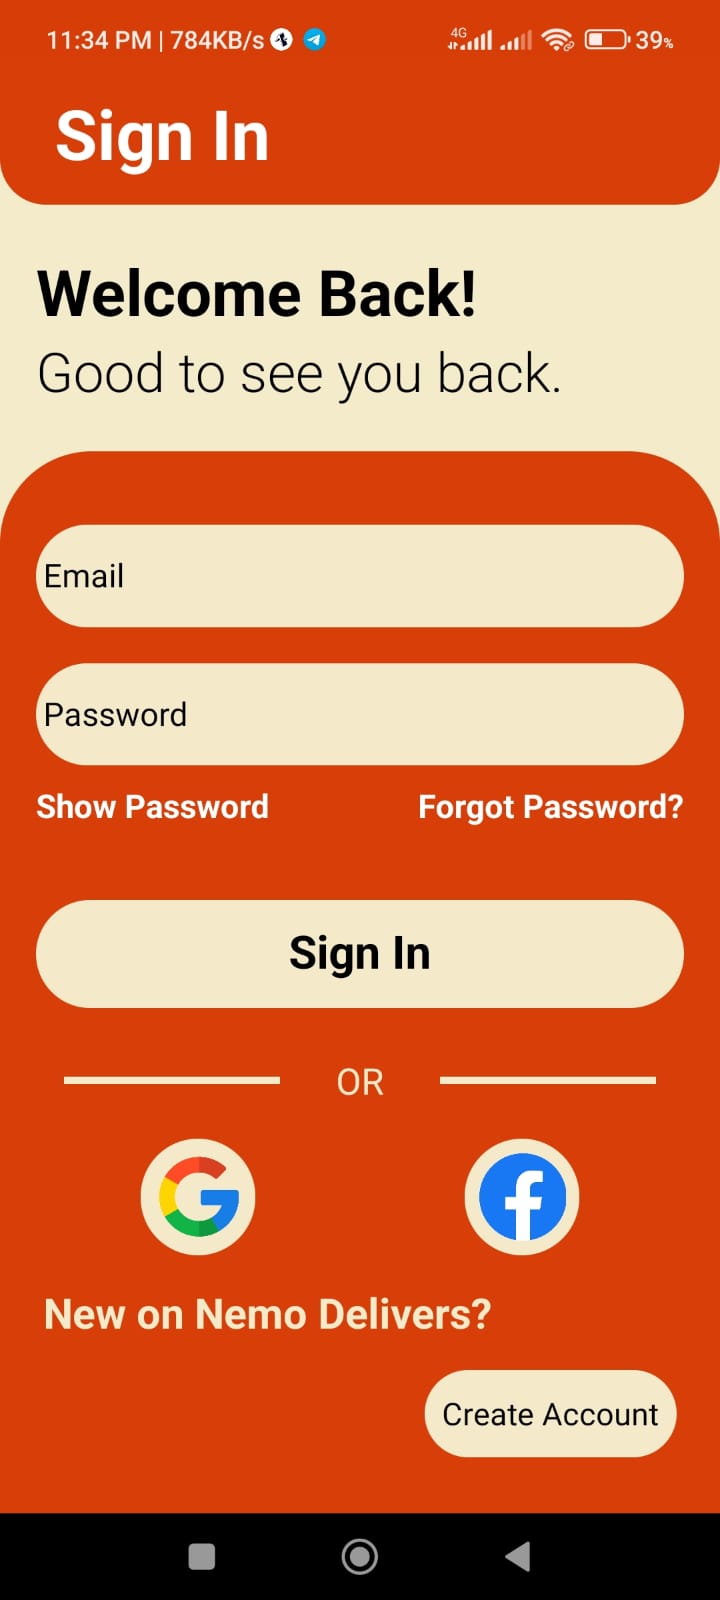 11:34 PM | 784KB/s 4G 39%
Sign In
Welcome Back!
Good to see you back.
Email
Password
Show Password Forgot Password?
Sign In
OR
New on Nemo Delivers?
Create Account